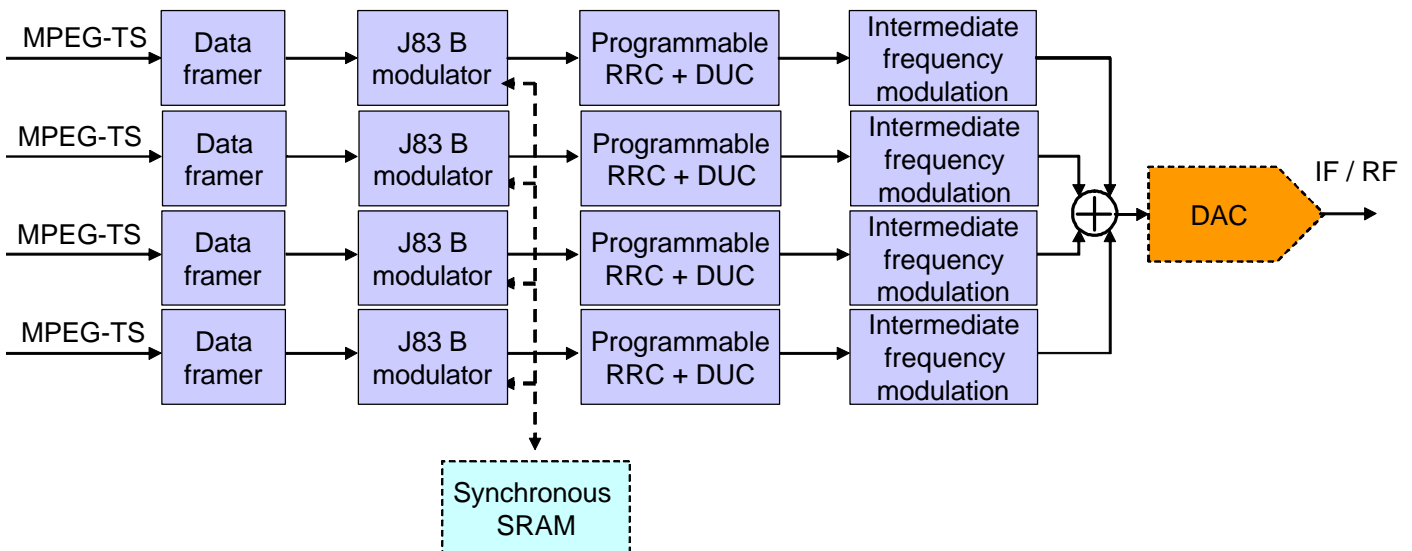 MPEG-TS
Data
framer
J83 B
modulator
Programmable
RRC + DUC
Intermediate
frequency
modulation
MPEG-TS
Data
framer
J83 B
modulator
Programmable
RRC + DUC
Intermediate
frequency
modulation
MPEG-TS
Data
framer
J83 B
modulator
Programmable
RRC + DUC
Intermediate
frequency
modulation
MPEG-TS
Data
framer
J83 B
modulator
Programmable
RRC + DUC
Intermediate
frequency
modulation
DAC
IF / RF
Synchronous
SRAM